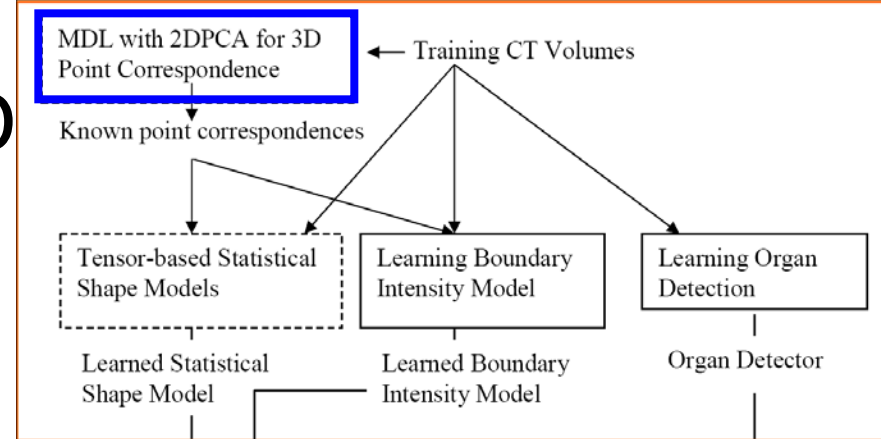 MDL with 2DPCA for 3D
Point Correspondence
Training CT Volumes
Known point correspondences
Tensor-based Statistical
Shape Models
Learning Boundary
Intensity Model
Learning Organ
Detection
Learned Statistical
Shape Model
Learned Boundary
Intensity Model
Organ Detector